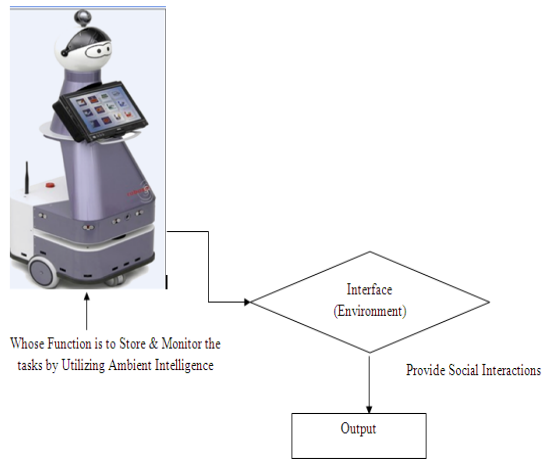 Whose Function is to Store & Monitor the
tasks by Utilizing Ambient Intelligence
Interface
(Environment)
Provide Social Interactions
Output